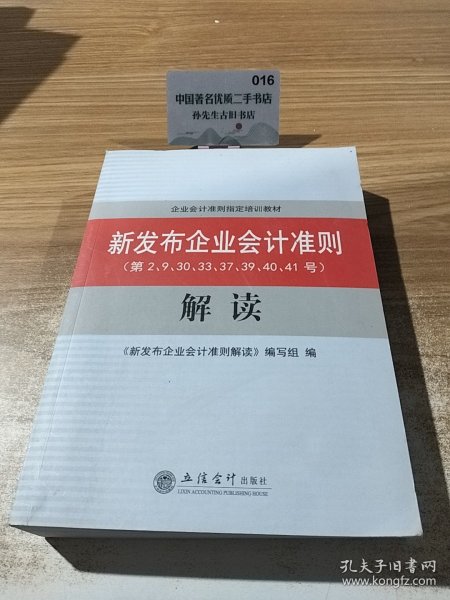 016
中国著名优质二手书店
孙先生古旧书店
企业会计准则指定培训教材
新发布企业会计准则
（第2、9、30、33、37、39、40、41号）
解读
《新发布企业会计准则解读》编写组 编
立信会计出版社
LIXIN ACCOUNTING PUBLISHING HOUSE
孔夫子旧书网
www.kongfz.com